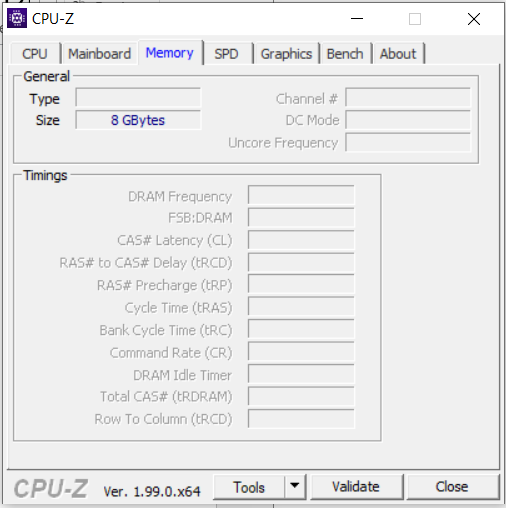 CPU-Z
CPU Mainboard Memory SPD Graphics Bench About
General
Type
Channel #
Size 8 GBytes
DC Mode
Uncore Frequency
Timings
DRAM Frequency
FSB:DRAM
CAS# Latency (CL)
RAS# to CAS# Delay (tRCD)
RAS# Precharge (tRP)
Cycle Time (tRAS)
Bank Cycle Time (tRC)
Command Rate (CR)
DRAM Idle Timer
Total CAS# (tRDRAM)
Row To Column (tRCD)
CPU-Z Ver. 1.99.0.x64 Tools Validate Close